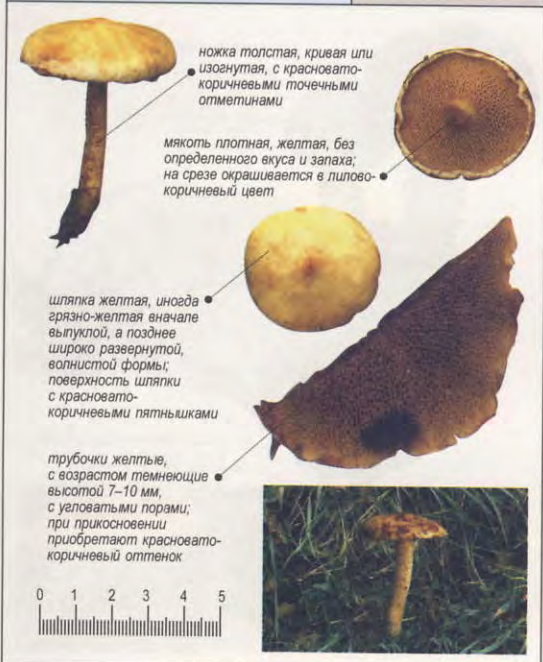 ножка толстая, кривая или
изогнутая, с красновато-
коричневыми точечными
отметинами
мякоть плотная, желтая, без
определенного вкуса и запаха;
на срезе окрашивается в лилово-
коричневый цвет
шляпка желтая, иногда
грязно-желтая вначале
выпуклой, а позднее
широко развернутой,
волнистой формы;
поверхность шляпки
с красновато-
коричневыми пятнышками
трубочки желтые,
с возрастом темнеющие
высотой 7–10 мм,
с угловатыми порами;
при прикосновении
приобретают красновато-
коричневый оттенок
0 1 2 3 4 5